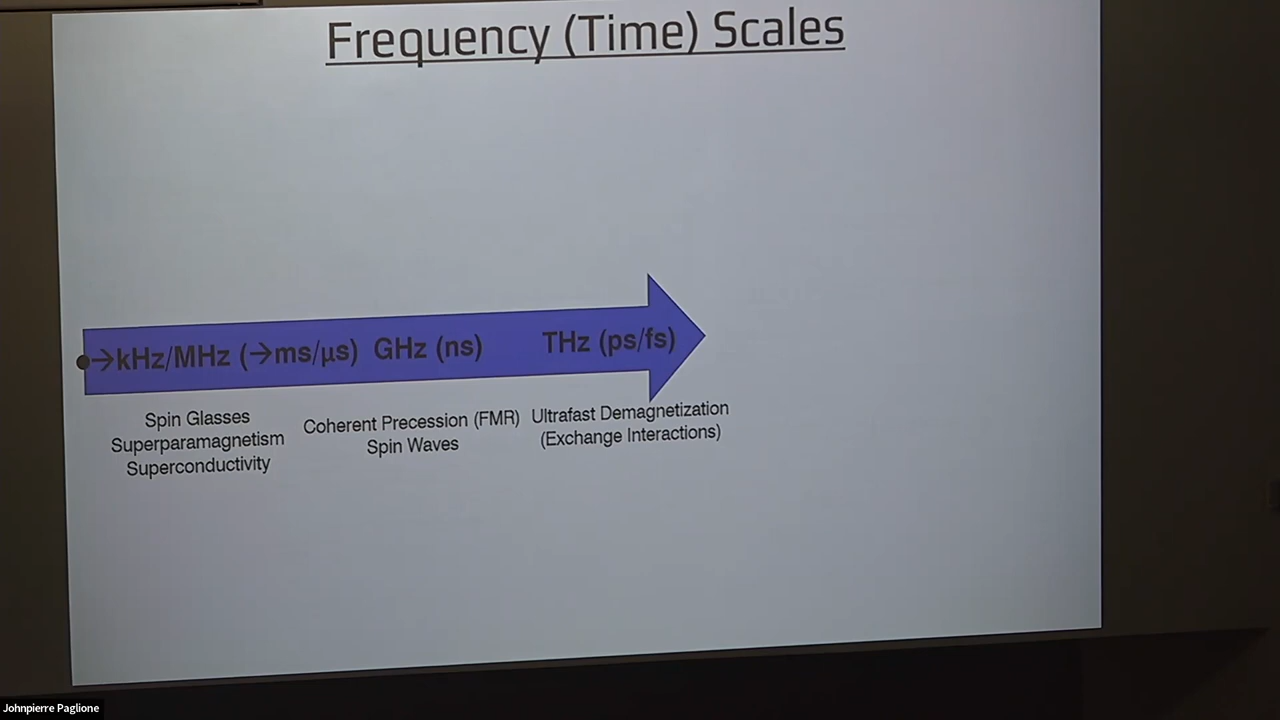 Frequency (Time) Scales
→kHz/MHz (→ms/µs) GHz (ns) THz (ps/fs)
Spin Glasses
Superparamagnetism
Superconductivity
Coherent Precession (FMR)
Spin Waves
Ultrafast Demagnetization
(Exchange Interactions)
Johnpierre Paglione